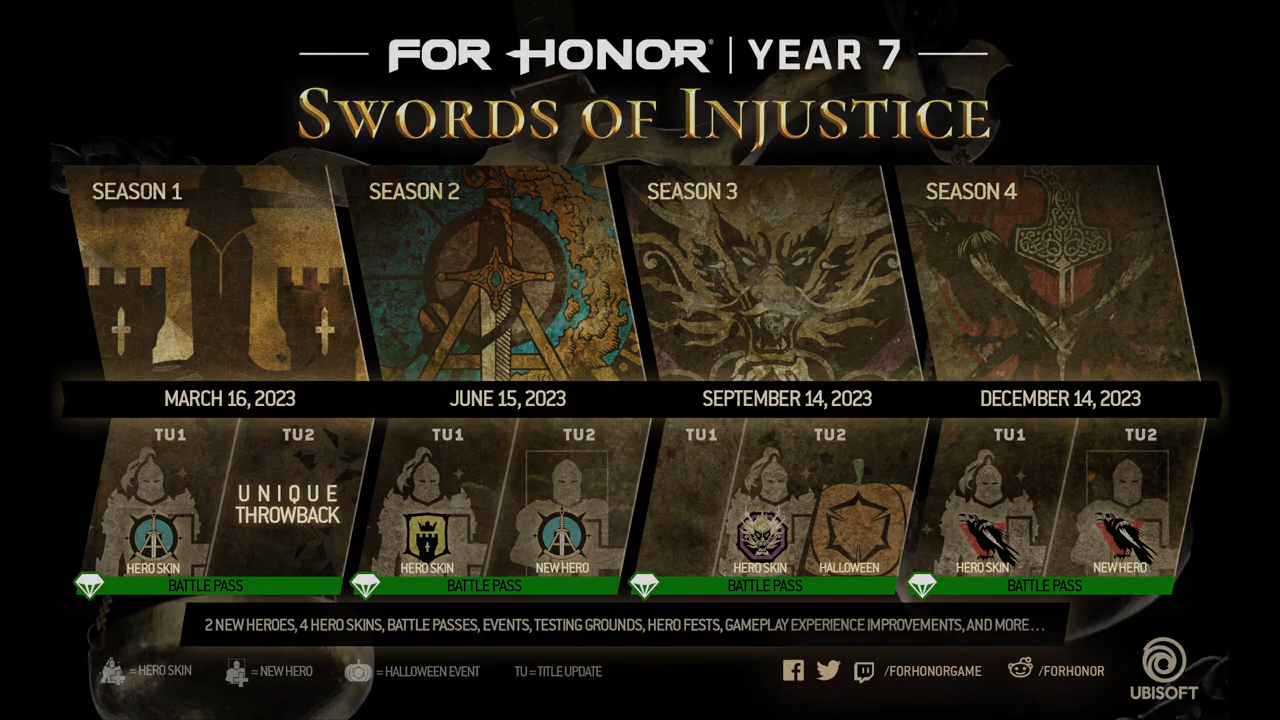 FOR HONOR® | YEAR 7
SWORDS OF INJUSTICE
SEASON 1
SEASON 2
SEASON 3
SEASON 4
MARCH 16, 2023
JUNE 15, 2023
SEPTEMBER 14, 2023
DECEMBER 14, 2023
TU1
TU2
TU1
TU2
TU1
TU2
TU1
TU2
UNIQUE
THROWBACK
HERO SKIN
HERO SKIN
NEW HERO
HERO SKIN
HALLOWEEN
HERO SKIN
NEW HERO
BATTLE PASS
BATTLE PASS
BATTLE PASS
BATTLE PASS
2 NEW HEROES, 4 HERO SKINS, BATTLE PASSES, EVENTS, TESTING GROUNDS, HERO FESTS, GAMEPLAY EXPERIENCE IMPROVEMENTS, AND MORE...
= HERO SKIN
= NEW HERO
= HALLOWEEN EVENT
TU = TITLE UPDATE
/FORHONORGAME
/FORHONOR
UBISOFT